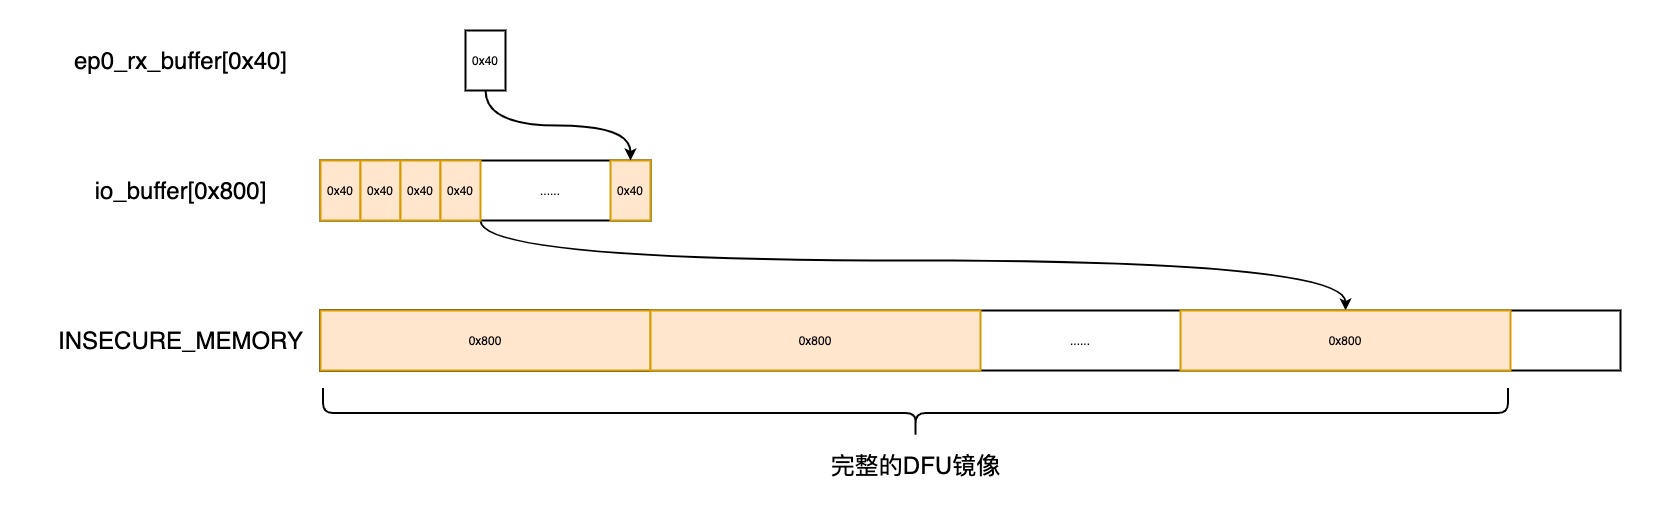 ep0_rx_buffer[0x40]
0x40
io_buffer[0x800]
0x40 0x40 0x40 0x40 ...... 0x40
INSECURE_MEMORY
0x800 0x800 ...... 0x800
完整的DFU镜像